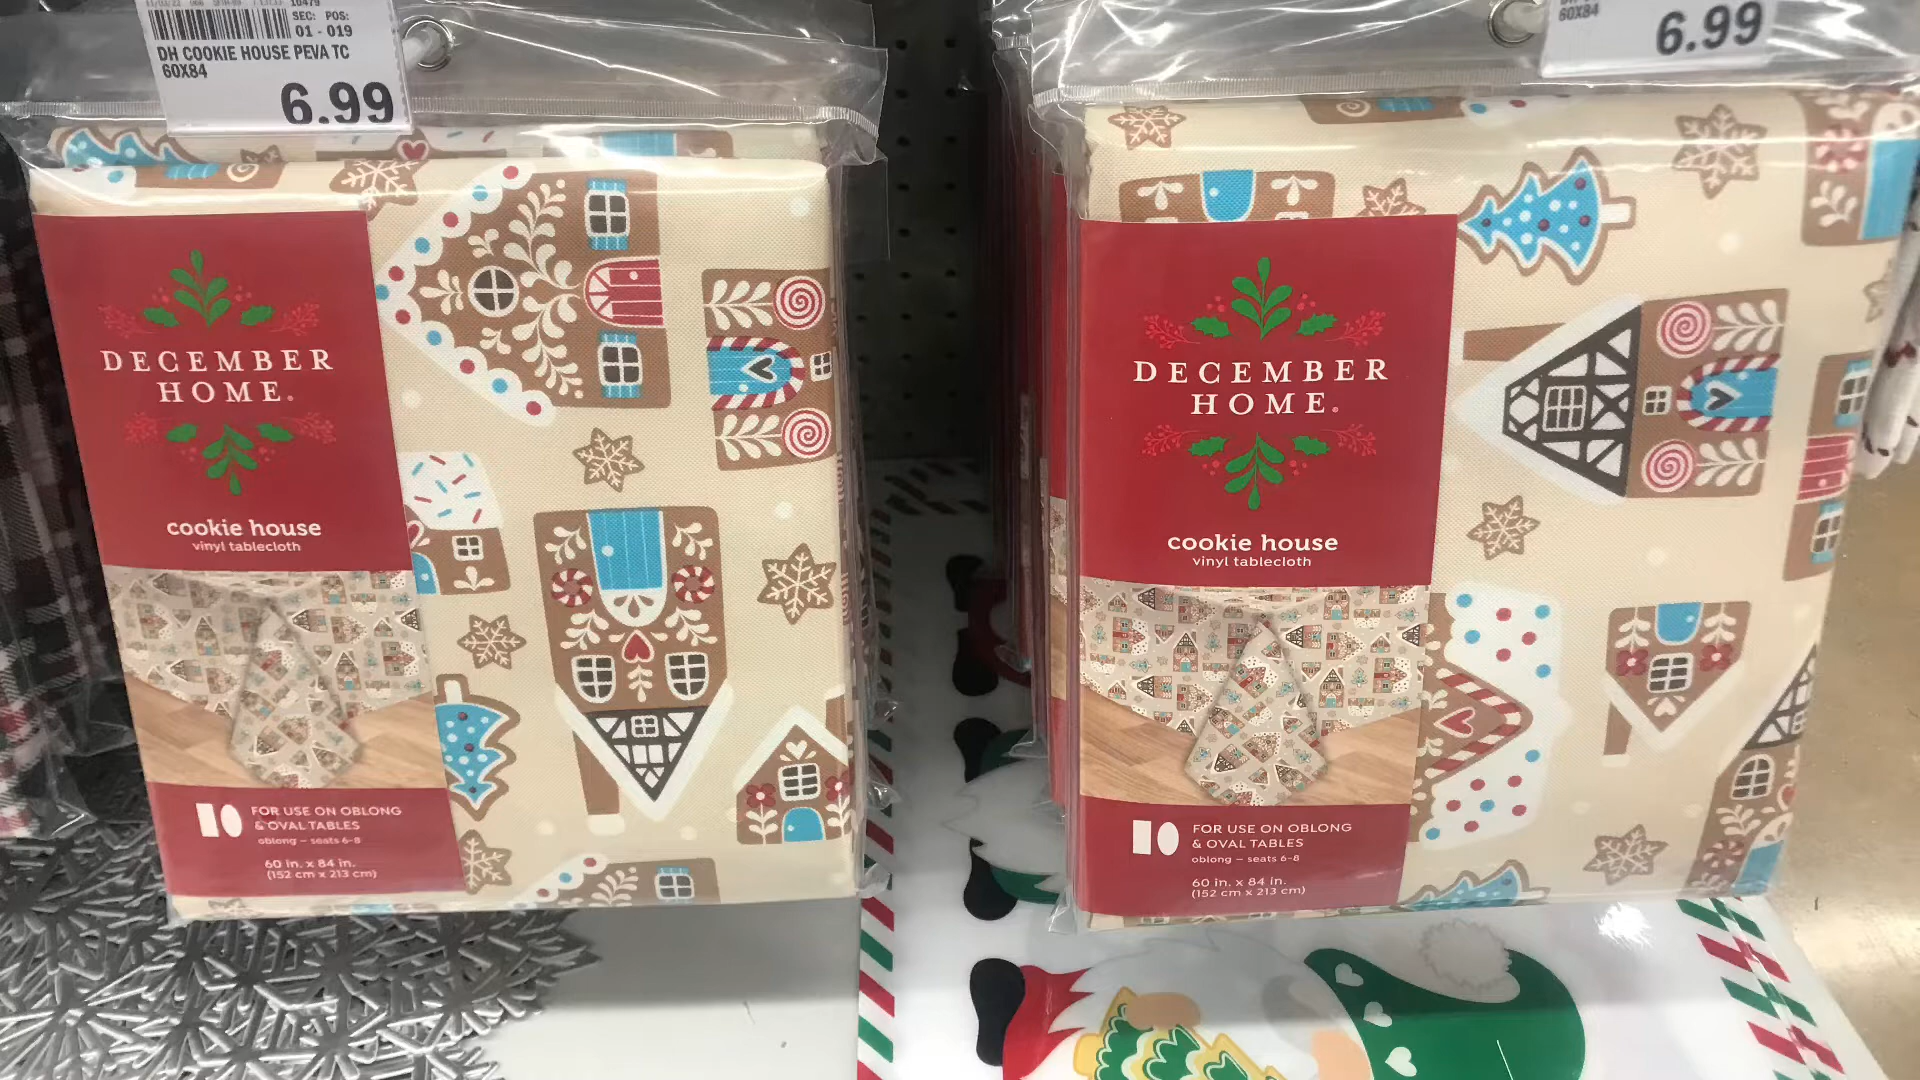 SEC: POS:
01 - 019
DH COOKIE HOUSE PEVA TC
60X84
6.99
DECEMBER
HOME.
cookie house
vinyl tablecloth
FOR USE ON OBLONG
& OVAL TABLES
oblong – seats 6-8
60 in. x 84 in.
(152 cm x 213 cm)
60X84
6.99
DECEMBER
HOME.
cookie house
vinyl tablecloth
FOR USE ON OBLONG
& OVAL TABLES
oblong – seats 6-8
60 in. x 84 in.
(152 cm x 213 cm)